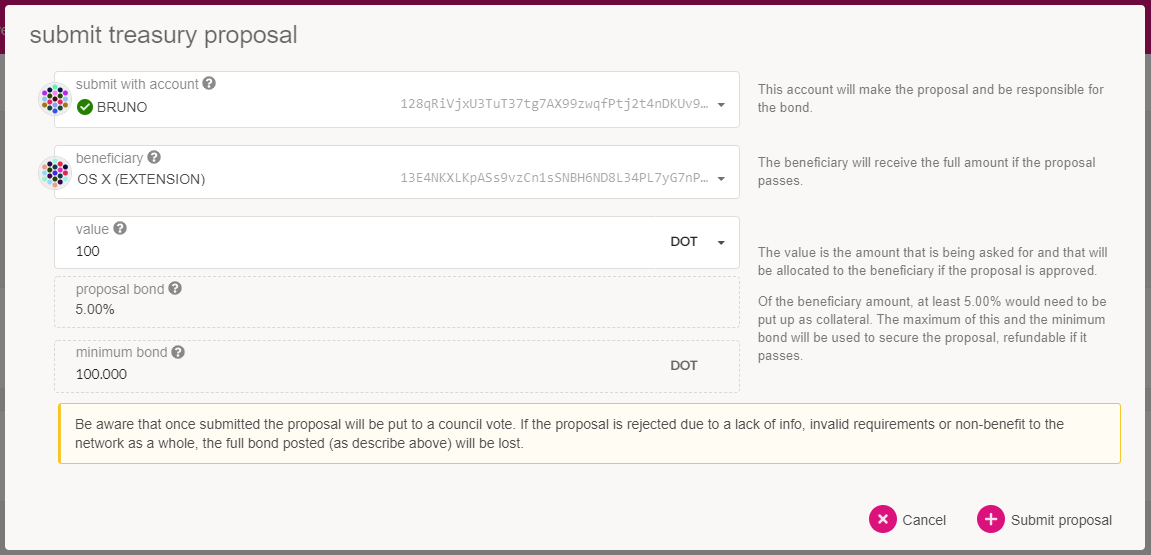 submit treasury proposal
submit with account
BRUNO
128qRiVjxU3TuT37tg7AX99zwqfPtj2t4nDKUv9…
This account will make the proposal and be responsible for
the bond.
beneficiary
OS X (EXTENSION)
13E4NKXLKpASs9vzCn1sSNBH6ND8L34PL7yG7nP…
The beneficiary will receive the full amount if the proposal
passes.
value
100
DOT
The value is the amount that is being asked for and that will
be allocated to the beneficiary if the proposal is approved.
proposal bond
5.00%
Of the beneficiary amount, at least 5.00% would need to be
put up as collateral. The maximum of this and the minimum
bond will be used to secure the proposal, refundable if it
passes.
minimum bond
100.000
DOT
Be aware that once submitted the proposal will be put to a council vote. If the proposal is rejected due to a lack of info, invalid requirements or non-benefit to the
network as a whole, the full bond posted (as describe above) will be lost.
Cancel
Submit proposal